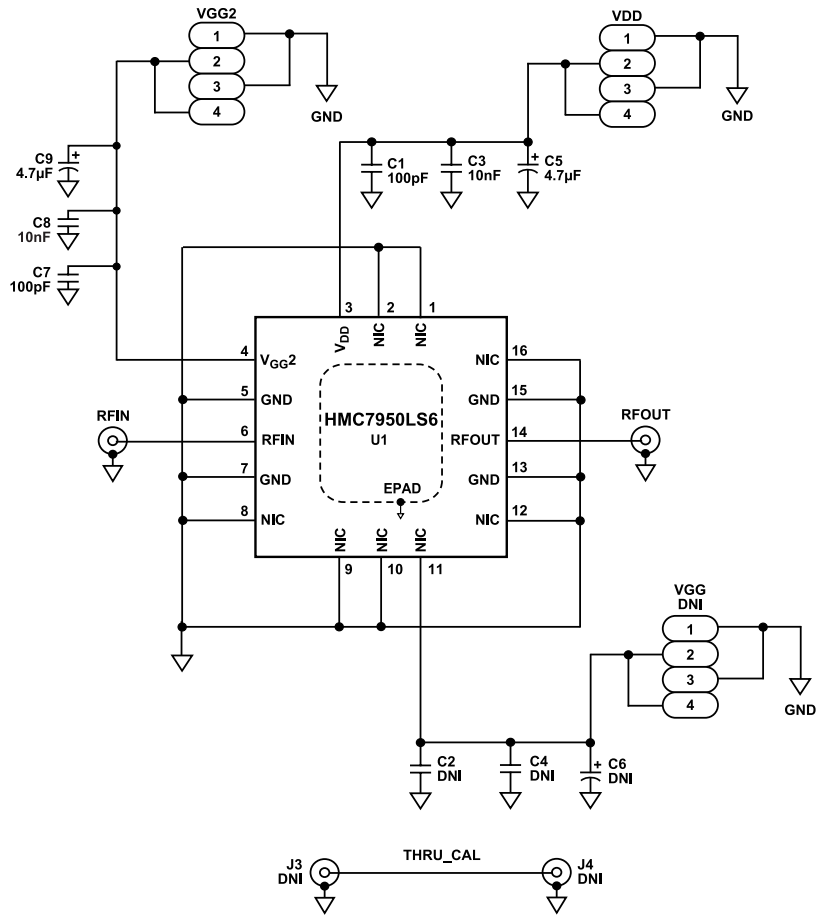 VGG2
1
2
3
4
GND
VDD
1
2
3
4
GND
C9
4.7µF
C8
10nF
C7
100pF
C1
100pF
C3
10nF
C5
4.7µF
3
2
1
VDD
NIC
NIC
4
VGG2
5
GND
6
RFIN
7
GND
8
NIC
RFIN
HMC7950LS6
U1
EPAD
16
NIC
15
GND
14
RFOUT
13
GND
12
NIC
RFOUT
NIC
NIC
NIC
9
10
11
VGG
DNI
1
2
3
4
GND
C2
DNI
C4
DNI
C6
DNI
J3
DNI
THRU_CAL
J4
DNI